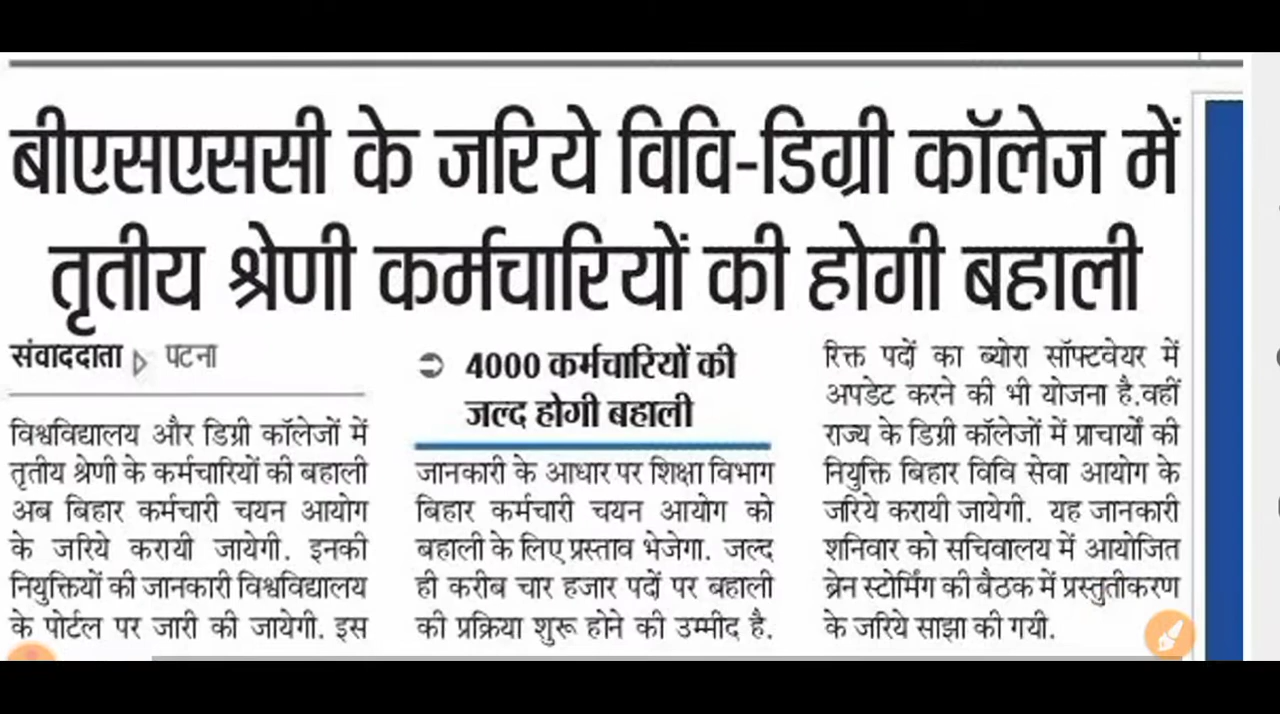 बीएसएससी के जरिये विवि-डिग्री कॉलेज में
तृतीय श्रेणी कर्मचारियों की होगी बहाली
संवाददाता ▷ पटना
विश्वविद्यालय और डिग्री कॉलेजों में
तृतीय श्रेणी के कर्मचारियों की बहाली
अब बिहार कर्मचारी चयन आयोग
के जरिये करायी जायेगी. इनकी
नियुक्तियों की जानकारी विश्वविद्यालय
के पोर्टल पर जारी की जायेगी. इस
➲ 4000 कर्मचारियों की
जल्द होगी बहाली
जानकारी के आधार पर शिक्षा विभाग
बिहार कर्मचारी चयन आयोग को
बहाली के लिए प्रस्ताव भेजेगा. जल्द
ही करीब चार हजार पदों पर बहाली
की प्रक्रिया शुरू होने की उम्मीद है.
रिक्त पदों का ब्योरा सॉफ्टवेयर में
अपडेट करने की भी योजना है.वहीं
राज्य के डिग्री कॉलेजों में प्राचार्यों की
नियुक्ति बिहार विवि सेवा आयोग के
जरिये करायी जायेगी. यह जानकारी
शनिवार को सचिवालय में आयोजित
ब्रेन स्टोर्मिंग की बैठक में प्रस्तुतीकरण
के जरिये साझा की गयी.